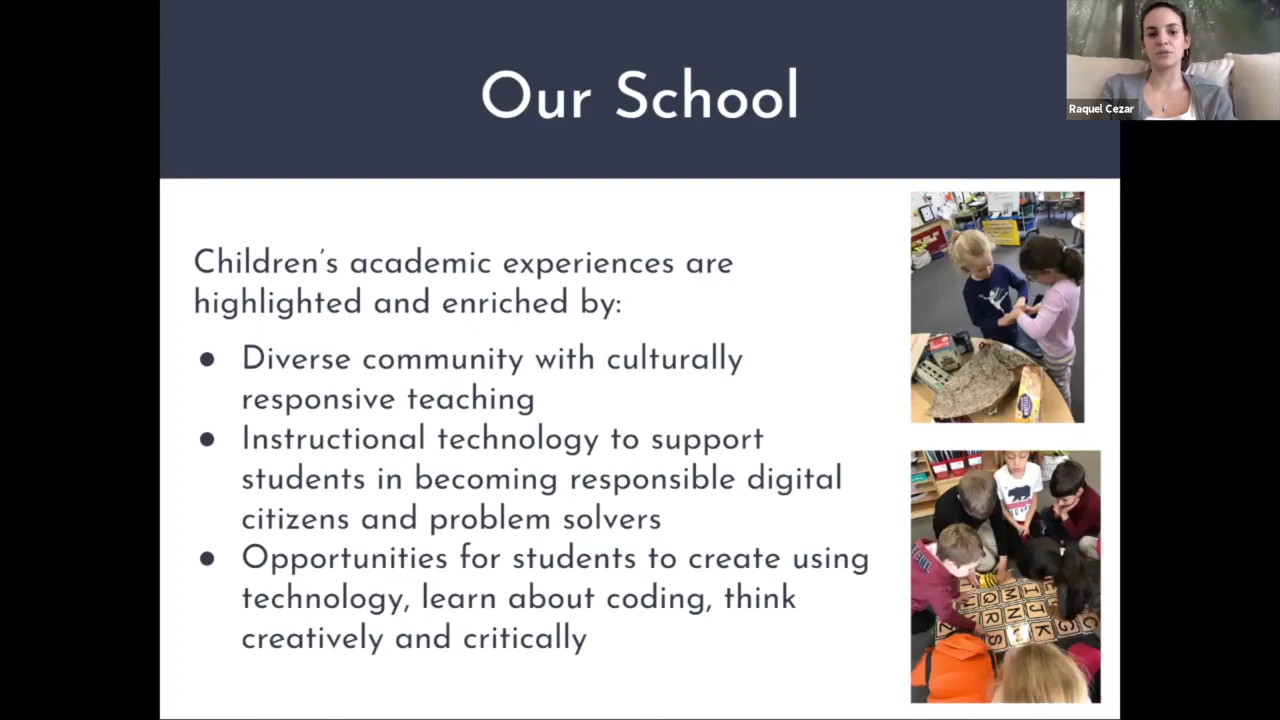 Our School
Raquel Cezar
Children's academic experiences are
highlighted and enriched by:
● Diverse community with culturally
responsive teaching
● Instructional technology to support
students in becoming responsible digital
citizens and problem solvers
● Opportunities for students to create using
technology, learn about coding, think
creatively and critically